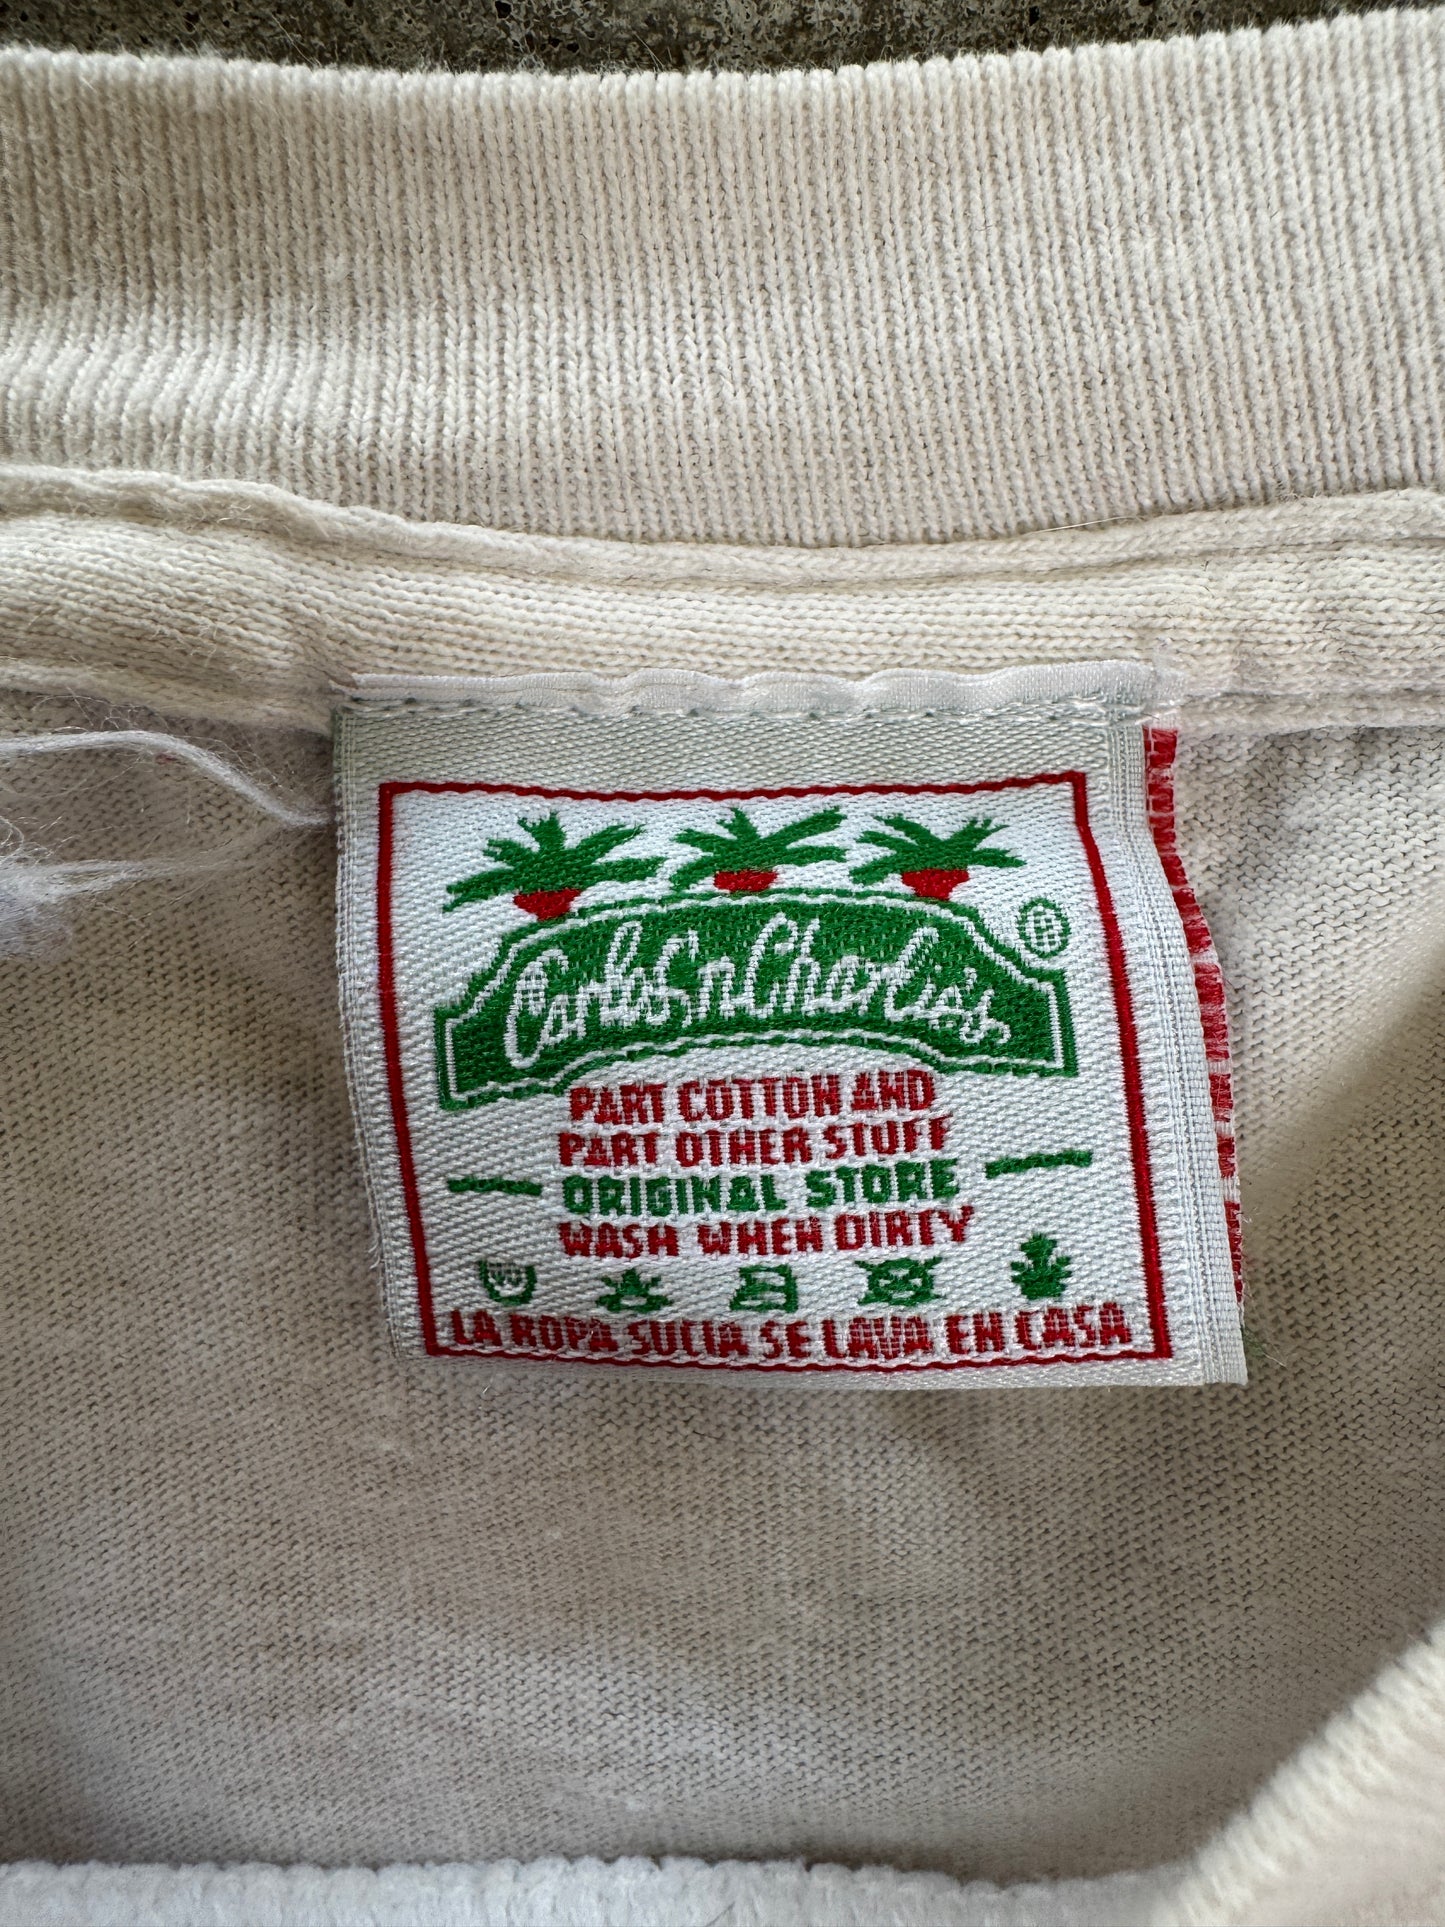 Carlos'n Charlie's ®
PART COTTON AND
PART OTHER STUFF
ORIGINAL STORE
WASH WHEN DIRTY
LA ROPA SUCIA SE LAVA EN CASA